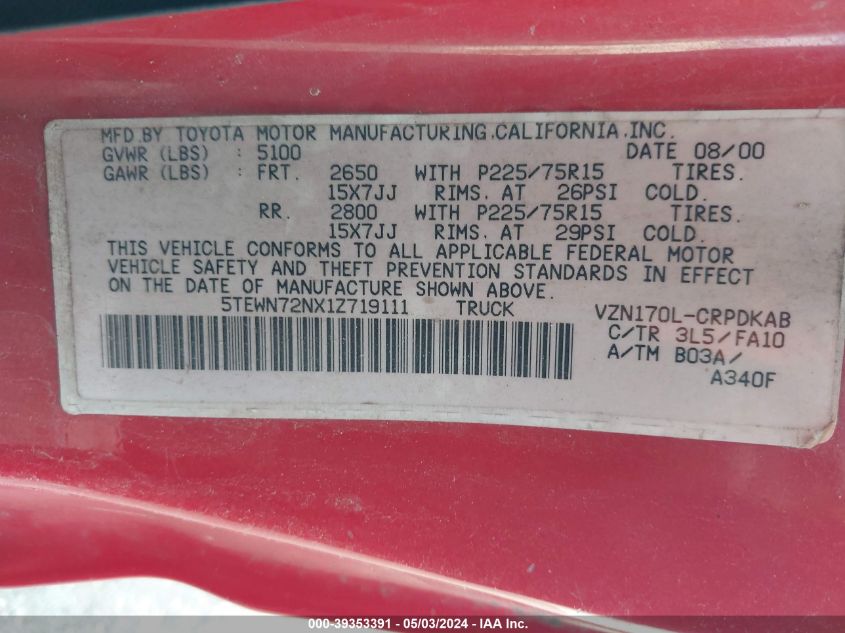 MFD.BY TOYOTA MOTOR MANUFACTURING,CALIFORNIA,INC.
GVWR (LBS) : 5100 DATE 08/00
GAWR (LBS) : FRT. 2650 WITH P225/75R15 TIRES.
15X7JJ RIMS. AT 26PSI COLD.
RR. 2800 WITH P225/75R15 TIRES.
15X7JJ RIMS. AT 29PSI COLD.
THIS VEHICLE CONFORMS TO ALL APPLICABLE FEDERAL MOTOR
VEHICLE SAFETY AND THEFT PREVENTION STANDARDS IN EFFECT
ON THE DATE OF MANUFACTURE SHOWN ABOVE.
5TEWN72NX1Z719111 TRUCK VZN170L-CRPDKAB
C/TR 3L5/FA10
A/TM B03A/
A340F
000-39353391 - 05/03/2024 - IAA, Inc.